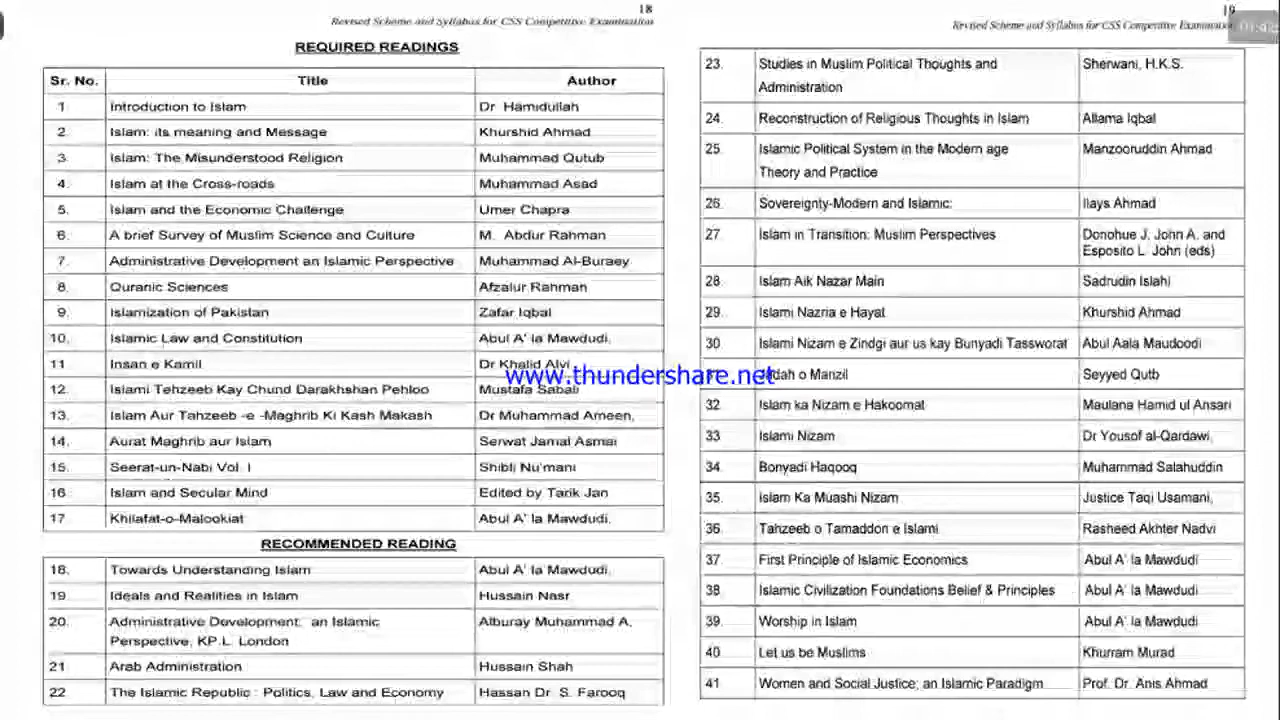 18
Revised Scheme and Syllabus for CSS Competitive Examination
REQUIRED READINGS
Sr. No. Title Author
1 Introduction to Islam Dr Hamidullah
2. Islam: its meaning and Message Khurshid Ahmad
3. Islam: The Misunderstood Religion Muhammad Qutub
4. Islam at the Cross-roads Muhammad Asad
5. Islam and the Economic Challenge Umer Chapra
6. A brief Survey of Muslim Science and Culture M. Abdur Rahman
7. Administrative Development an Islamic Perspective Muhammad Al-Buraey
8. Quranic Sciences Afzalur Rahman
9. Islamization of Pakistan Zafar Iqbal
10. Islamic Law and Constitution Abul A' la Mawdudi,
11 Insan e Kamil Dr Khalid Alvi
12. Islami Tehzeeb Kay Chund Darakhshan Pehloo Mustafa Sabali
13. Islam Aur Tahzeeb -e -Maghrib Ki Kash Makash Dr Muhammad Ameen,
14. Aurat Maghrib aur Islam Serwat Jamal Asmai
15. Seerat-un-Nabi Vol. I Shibli Nu'mani
16 Islam and Secular Mind Edited by Tarik Jan
17 Khilafat-o-Malookiat Abul A' la Mawdudi,
RECOMMENDED READING
18. Towards Understanding Islam Abul A' la Mawdudi,
19. Ideals and Realities in Islam Hussain Nasr
20. Administrative Development: an Islamic Alburay Muhammad A,
Perspective, KP.L. London
21 Arab Administration Hussain Shah
22 The Islamic Republic : Politics, Law and Economy Hassan Dr. S. Farooq
19
Revised Scheme and Syllabus for CSS Competitive Examination
01:42
23. Studies in Muslim Political Thoughts and Sherwani, H.K.S.
Administration
24. Reconstruction of Religious Thoughts in Islam Allama Iqbal
25. Islamic Political System in the Modern age Manzooruddin Ahmad
Theory and Practice
26. Sovereignty-Modern and Islamic: Ilays Ahmad
27. Islam in Transition: Muslim Perspectives Donohue J. John A. and
Esposito L. John (eds)
28. Islam Aik Nazar Main Sadrudin Islahi
29. Islami Nazria e Hayat Khurshid Ahmad
30. Islami Nizam e Zindgi aur us kay Bunyadi Tassworat Abul Aala Maudoodi
o Manzil Seyyed Qutb
32 Islam ka Nizam e Hakoomat Maulana Hamid ul Ansari
33 Islami Nizam Dr Yousof al-Qardawi,
34. Bonyadi Haqooq Muhammad Salahuddin
35. Islam Ka Muashi Nizam Justice Taqi Usamani,
36. Tahzeeb o Tamaddon e Islami Rasheed Akhter Nadvi
37. First Principle of Islamic Economics Abul A' la Mawdudi
38. Islamic Civilization Foundations Belief & Principles Abul A' la Mawdudi
39. Worship in Islam Abul A' la Mawdudi
40. Let us be Muslims Khurram Murad
41. Women and Social Justice; an Islamic Paradigm Prof. Dr. Anis Ahmad
www.thundershare.net